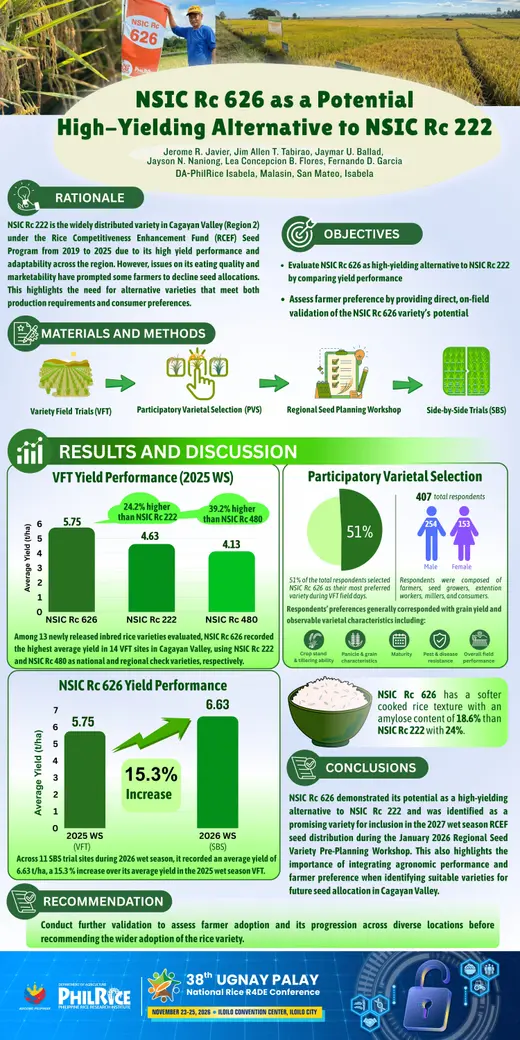 NSIC Rc
626
NSIC Rc 626 as a Potential
High-Yielding Alternative to NSIC Rc 222
Jerome R. Javier, Jim Allen T. Tabirao, Jaymar U. Ballad,
Jayson N. Naniong, Lea Concepcion B. Flores, Fernando D. Garcia
DA-PhilRice Isabela, Malasin, San Mateo, Isabela
RATIONALE
NSIC Rc 222 is the widely distributed variety in Cagayan Valley (Region 2)
under the Rice Competitiveness Enhancement Fund (RCEF) Seed
Program from 2019 to 2025 due to its high yield performance and
adaptability across the region. However, issues on its eating quality and
marketability have prompted some farmers to decline seed allocations.
This highlights the need for alternative varieties that meet both
production requirements and consumer preferences.
OBJECTIVES
• Evaluate NSIC Rc 626 as high-yielding alternative to NSIC Rc 222
by comparing yield performance
• Assess farmer preference by providing direct, on-field
validation of the NSIC Rc 626 variety's potential
MATERIALS AND METHODS
Variety Field Trials (VFT)
Participatory Varietal Selection (PVS)
Regional Seed Planning Workshop
Side-by-Side Trials (SBS)
RESULTS AND DISCUSSION
VFT Yield Performance (2025 WS)
24.2% higher
than NSIC Rc 222
39.2% higher
than NSIC Rc 480
Average Yield (t/ha)
6
5
4
3
2
1
0
5.75
4.63
4.13
NSIC Rc 626
NSIC Rc 222
NSIC Rc 480
Among 13 newly released inbred rice varieties evaluated, NSIC Rc 626 recorded
the highest average yield in 14 VFT sites in Cagayan Valley, using NSIC Rc 222
and NSIC Rc 480 as national and regional check varieties, respectively.
Participatory Varietal Selection
51%
51% of the total respondents selected
NSIC Rc 626 as their most preferred
variety during VFT field days.
407 total respondents
254
153
Male
Female
Respondents were composed of
farmers, seed growers, extention
workers, millers, and consumers.
Respondents' preferences generally corresponded with grain yield and
observable varietal characteristics including:
Crop stand
& tillering ability
Panicle & grain
characteristics
Maturity
Pest & disease
resistance
Overall field
performance
NSIC Rc 626 Yield Performance
Average Yield (t/ha)
7
6
5
4
3
2
1
0
5.75
6.63
15.3%
Increase
2025 WS
(VFT)
2026 WS
(SBS)
Across 11 SBS trial sites during 2026 wet season, it recorded an average yield of
6.63 t/ha, a 15.3 % increase over its average yield in the 2025 wet season VFT.
NSIC Rc 626 has a softer
cooked rice texture with an
amylose content of 18.6% than
NSIC Rc 222 with 24%.
CONCLUSIONS
NSIC Rc 626 demonstrated its potential as a high-yielding
alternative to NSIC Rc 222 and was identified as a
promising variety for inclusion in the 2027 wet season RCEF
seed distribution during the January 2026 Regional Seed
Variety Pre-Planning Workshop. This also highlights the
importance of integrating agronomic performance and
farmer preference when identifying suitable varieties for
future seed allocation in Cagayan Valley.
RECOMMENDATION
Conduct further validation to assess farmer adoption and its progression across diverse locations before
recommending the wider adoption of the rice variety.
DEPARTMENT OF AGRICULTURE
PHILRICE
PHILIPPINE RICE RESEARCH INSTITUTE
38th UGNAY PALAY
National Rice R4DE Conference
NOVEMBER 23-25, 2026 • ILOILO CONVENTION CENTER, ILOILO CITY